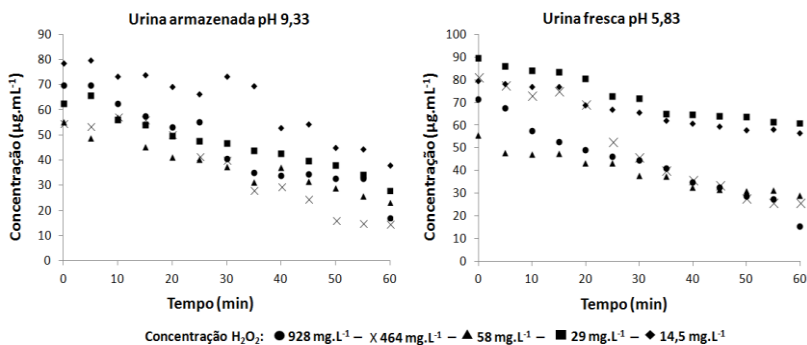 Urina armazenada pH 9,33
Concentração (µg.mL-1)
90
80
70
60
50
40
30
20
10
0
0 10 20 30 40 50 60
Tempo (min)
Urina fresca pH 5,83
Concentração (µg.mL-1)
100
90
80
70
60
50
40
30
20
10
0
0 10 20 30 40 50 60
Tempo (min)
Concentração H₂O₂: ● 928 mg.L-1 – X 464 mg.L-1 – ▲ 58 mg.L-1 – ■ 29 mg.L-1 – ♦ 14,5 mg.L-1